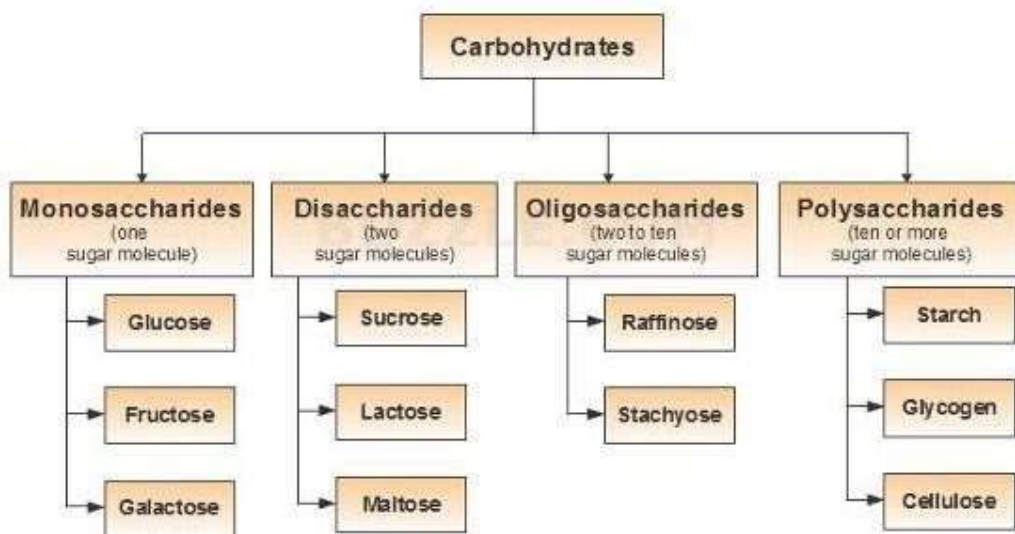 Carbohydrates
Monosaccharides
(one
sugar molecule)
Disaccharides
(two
sugar molecules)
Oligosaccharides
(two to ten
sugar molecules)
Polysaccharides
(ten or more
sugar molecules)
Glucose
Fructose
Galactose
Sucrose
Lactose
Maltose
Raffinose
Stachyose
Starch
Glycogen
Cellulose